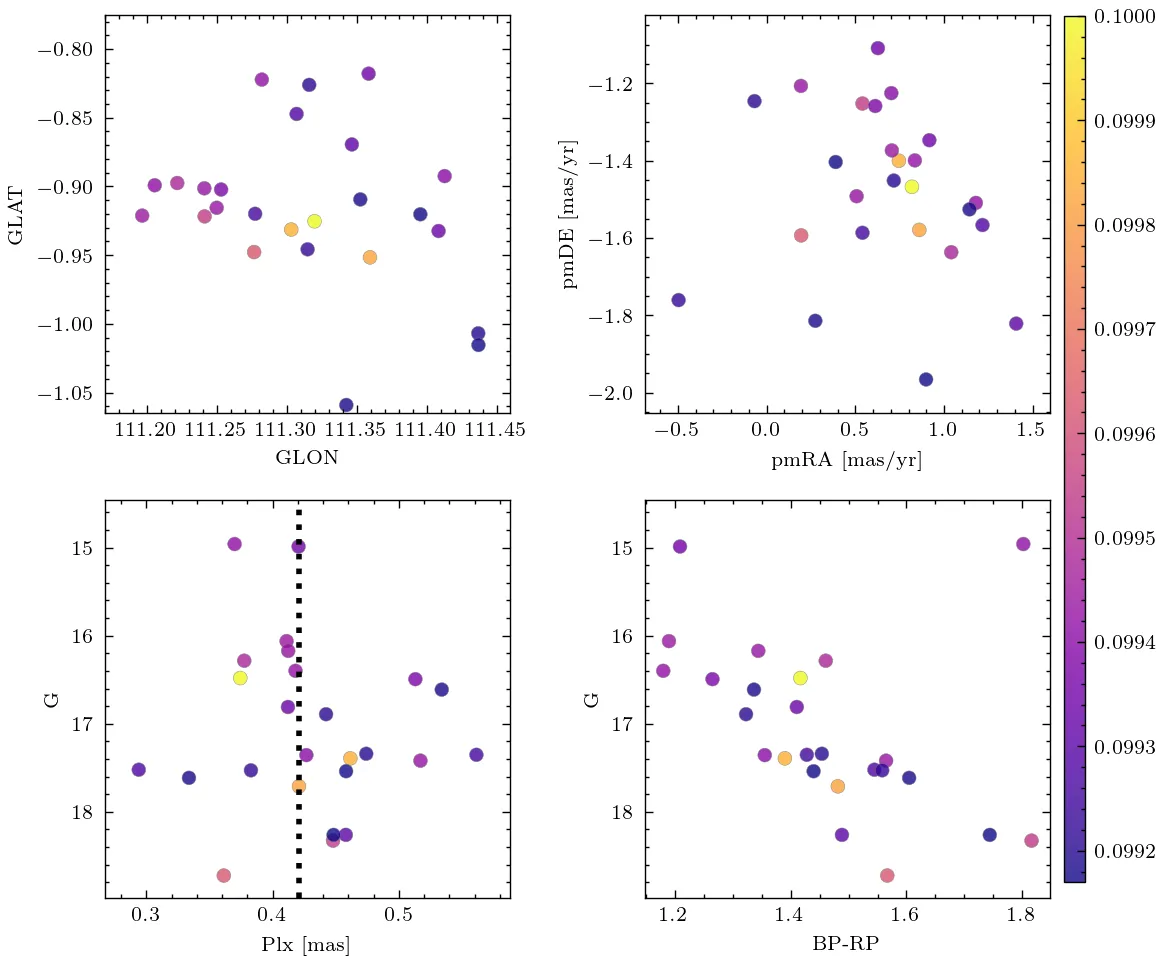 −0.80
−0.85
−0.90
−0.95
−1.00
−1.05
GLAT
111.20 111.25 111.30 111.35 111.40 111.45
GLON
−1.2
−1.4
−1.6
−1.8
−2.0
pmDE [mas/yr]
−0.5 0.0 0.5 1.0 1.5
pmRA [mas/yr]
15
16
17
18
G
0.3 0.4 0.5
Plx [mas]
15
16
17
18
G
1.2 1.4 1.6 1.8
BP-RP
0.1000
0.0999
0.0998
0.0997
0.0996
0.0995
0.0994
0.0993
0.0992